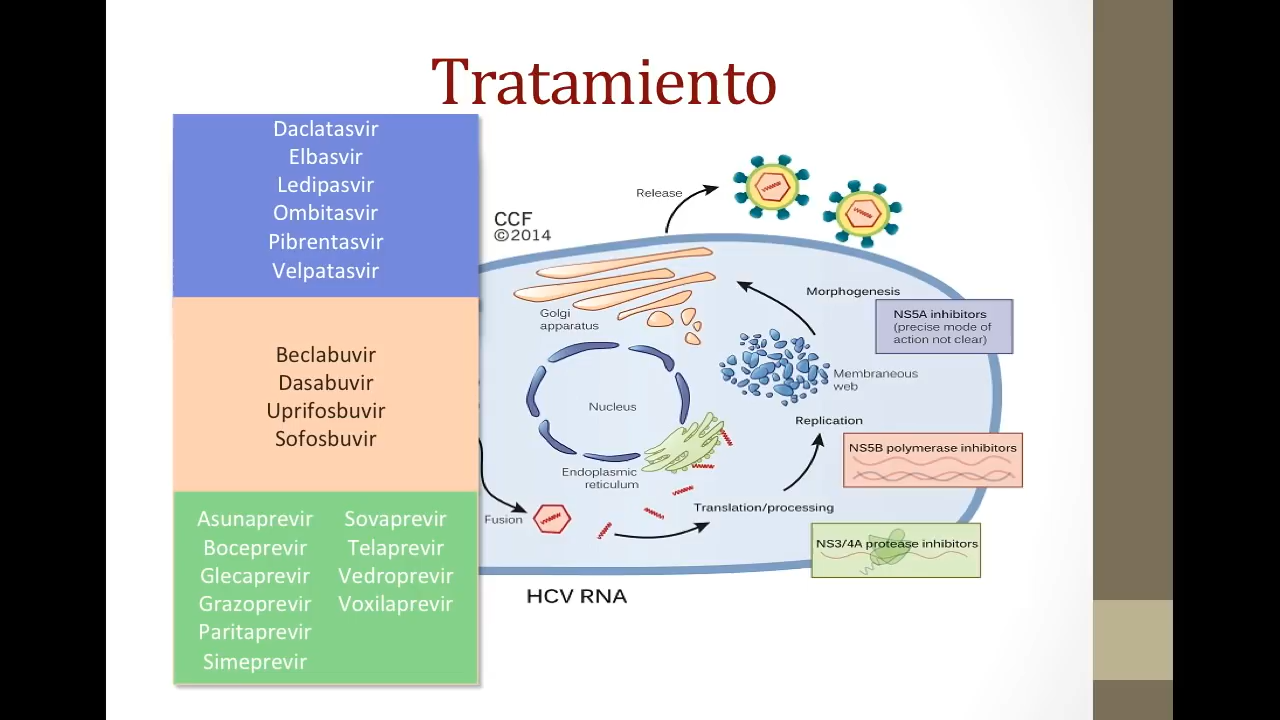 Tratamiento
Daclatasvir
Elbasvir
Ledipasvir
Ombitasvir
Pibrentasvir
Velpatasvir
Beclabuvir
Dasabuvir
Uprifosbuvir
Sofosbuvir
Asunaprevir
Boceprevir
Glecaprevir
Grazoprevir
Paritaprevir
Simeprevir
Sovaprevir
Telaprevir
Vedroprevir
Voxilaprevir
CCF
©2014
Release
Golgi
apparatus
Morphogenesis
NS5A inhibitors
(precise mode of
action not clear)
Membraneous
web
Nucleus
Replication
NS5B polymerase inhibitors
Endoplasmic
reticulum
Fusion
Translation/processing
NS3/4A protease inhibitors
HCV RNA